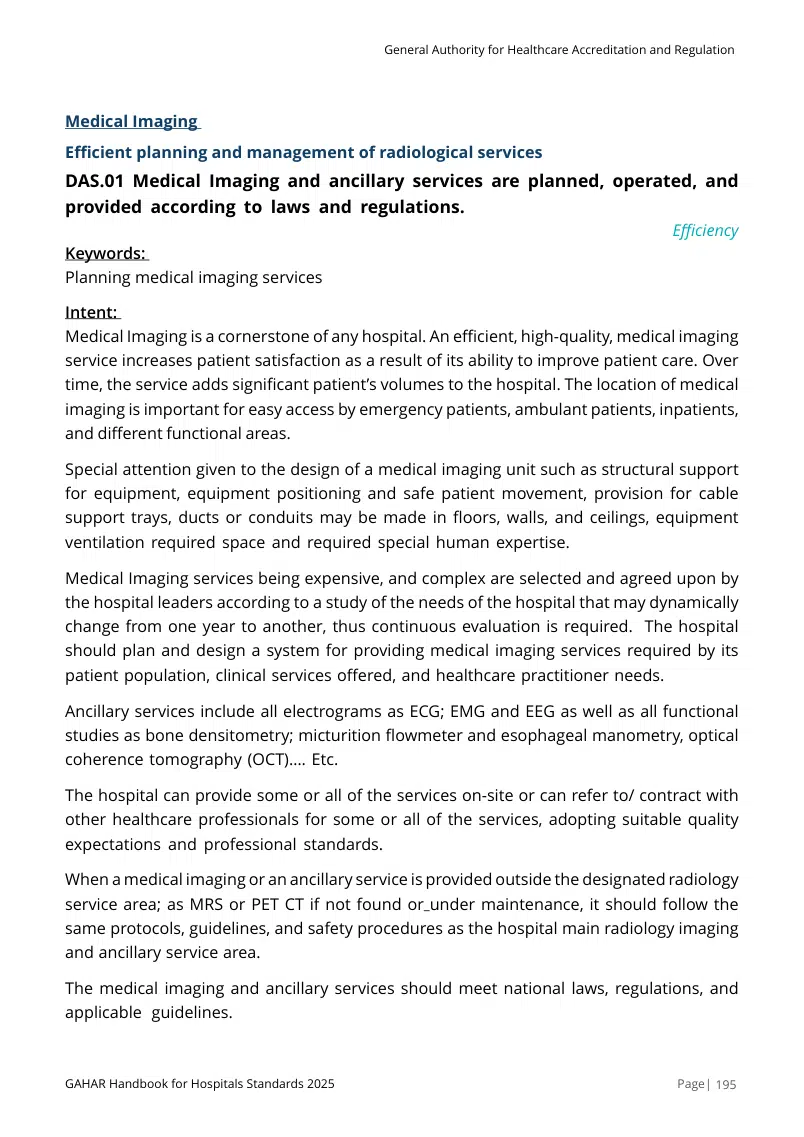 General Authority for Healthcare Accreditation and Regulation
Medical Imaging
Efficient planning and management of radiological services
DAS.01 Medical Imaging and ancillary services are planned, operated, and
provided according to laws and regulations.
Efficiency
Keywords:
Planning medical imaging services
Intent:
Medical Imaging is a cornerstone of any hospital. An efficient, high-quality, medical imaging
service increases patient satisfaction as a result of its ability to improve patient care. Over
time, the service adds significant patient’s volumes to the hospital. The location of medical
imaging is important for easy access by emergency patients, ambulant patients, inpatients,
and different functional areas.
Special attention given to the design of a medical imaging unit such as structural support
for equipment, equipment positioning and safe patient movement, provision for cable
support trays, ducts or conduits may be made in floors, walls, and ceilings, equipment
ventilation required space and required special human expertise.
Medical Imaging services being expensive, and complex are selected and agreed upon by
the hospital leaders according to a study of the needs of the hospital that may dynamically
change from one year to another, thus continuous evaluation is required. The hospital
should plan and design a system for providing medical imaging services required by its
patient population, clinical services offered, and healthcare practitioner needs.
Ancillary services include all electrograms as ECG; EMG and EEG as well as all functional
studies as bone densitometry; micturition flowmeter and esophageal manometry, optical
coherence tomography (OCT)…. Etc.
The hospital can provide some or all of the services on-site or can refer to/ contract with
other healthcare professionals for some or all of the services, adopting suitable quality
expectations and professional standards.
When a medical imaging or an ancillary service is provided outside the designated radiology
service area; as MRS or PET CT if not found or_under maintenance, it should follow the
same protocols, guidelines, and safety procedures as the hospital main radiology imaging
and ancillary service area.
The medical imaging and ancillary services should meet national laws, regulations, and
applicable guidelines.
GAHAR Handbook for Hospitals Standards 2025
Page| 195